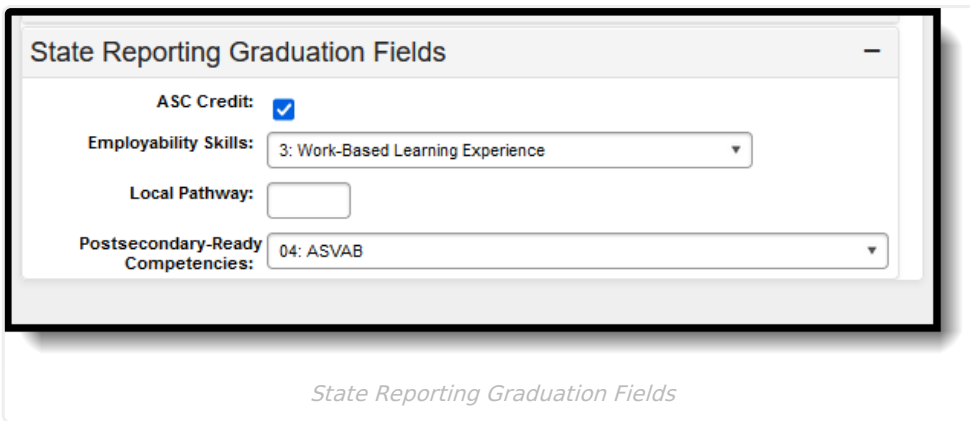 State Reporting Graduation Fields
ASC Credit:
Employability Skills: 3: Work-Based Learning Experience
Local Pathway:
Postsecondary-Ready
Competencies: 04: ASVAB
State Reporting Graduation Fields